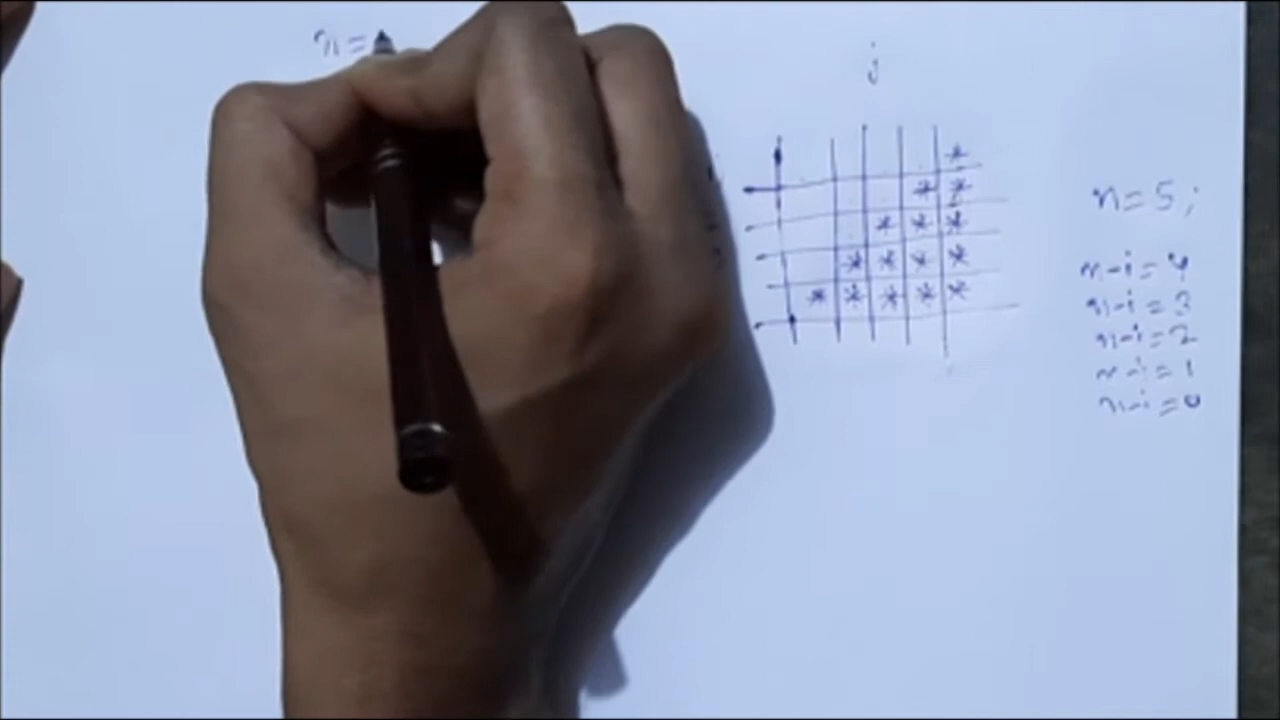 n=
j
*
* *
* * *
* * * *
* * * * *
n=5;
n-i=4
n-i=3
n-i=2
n-i=1
n-i=0